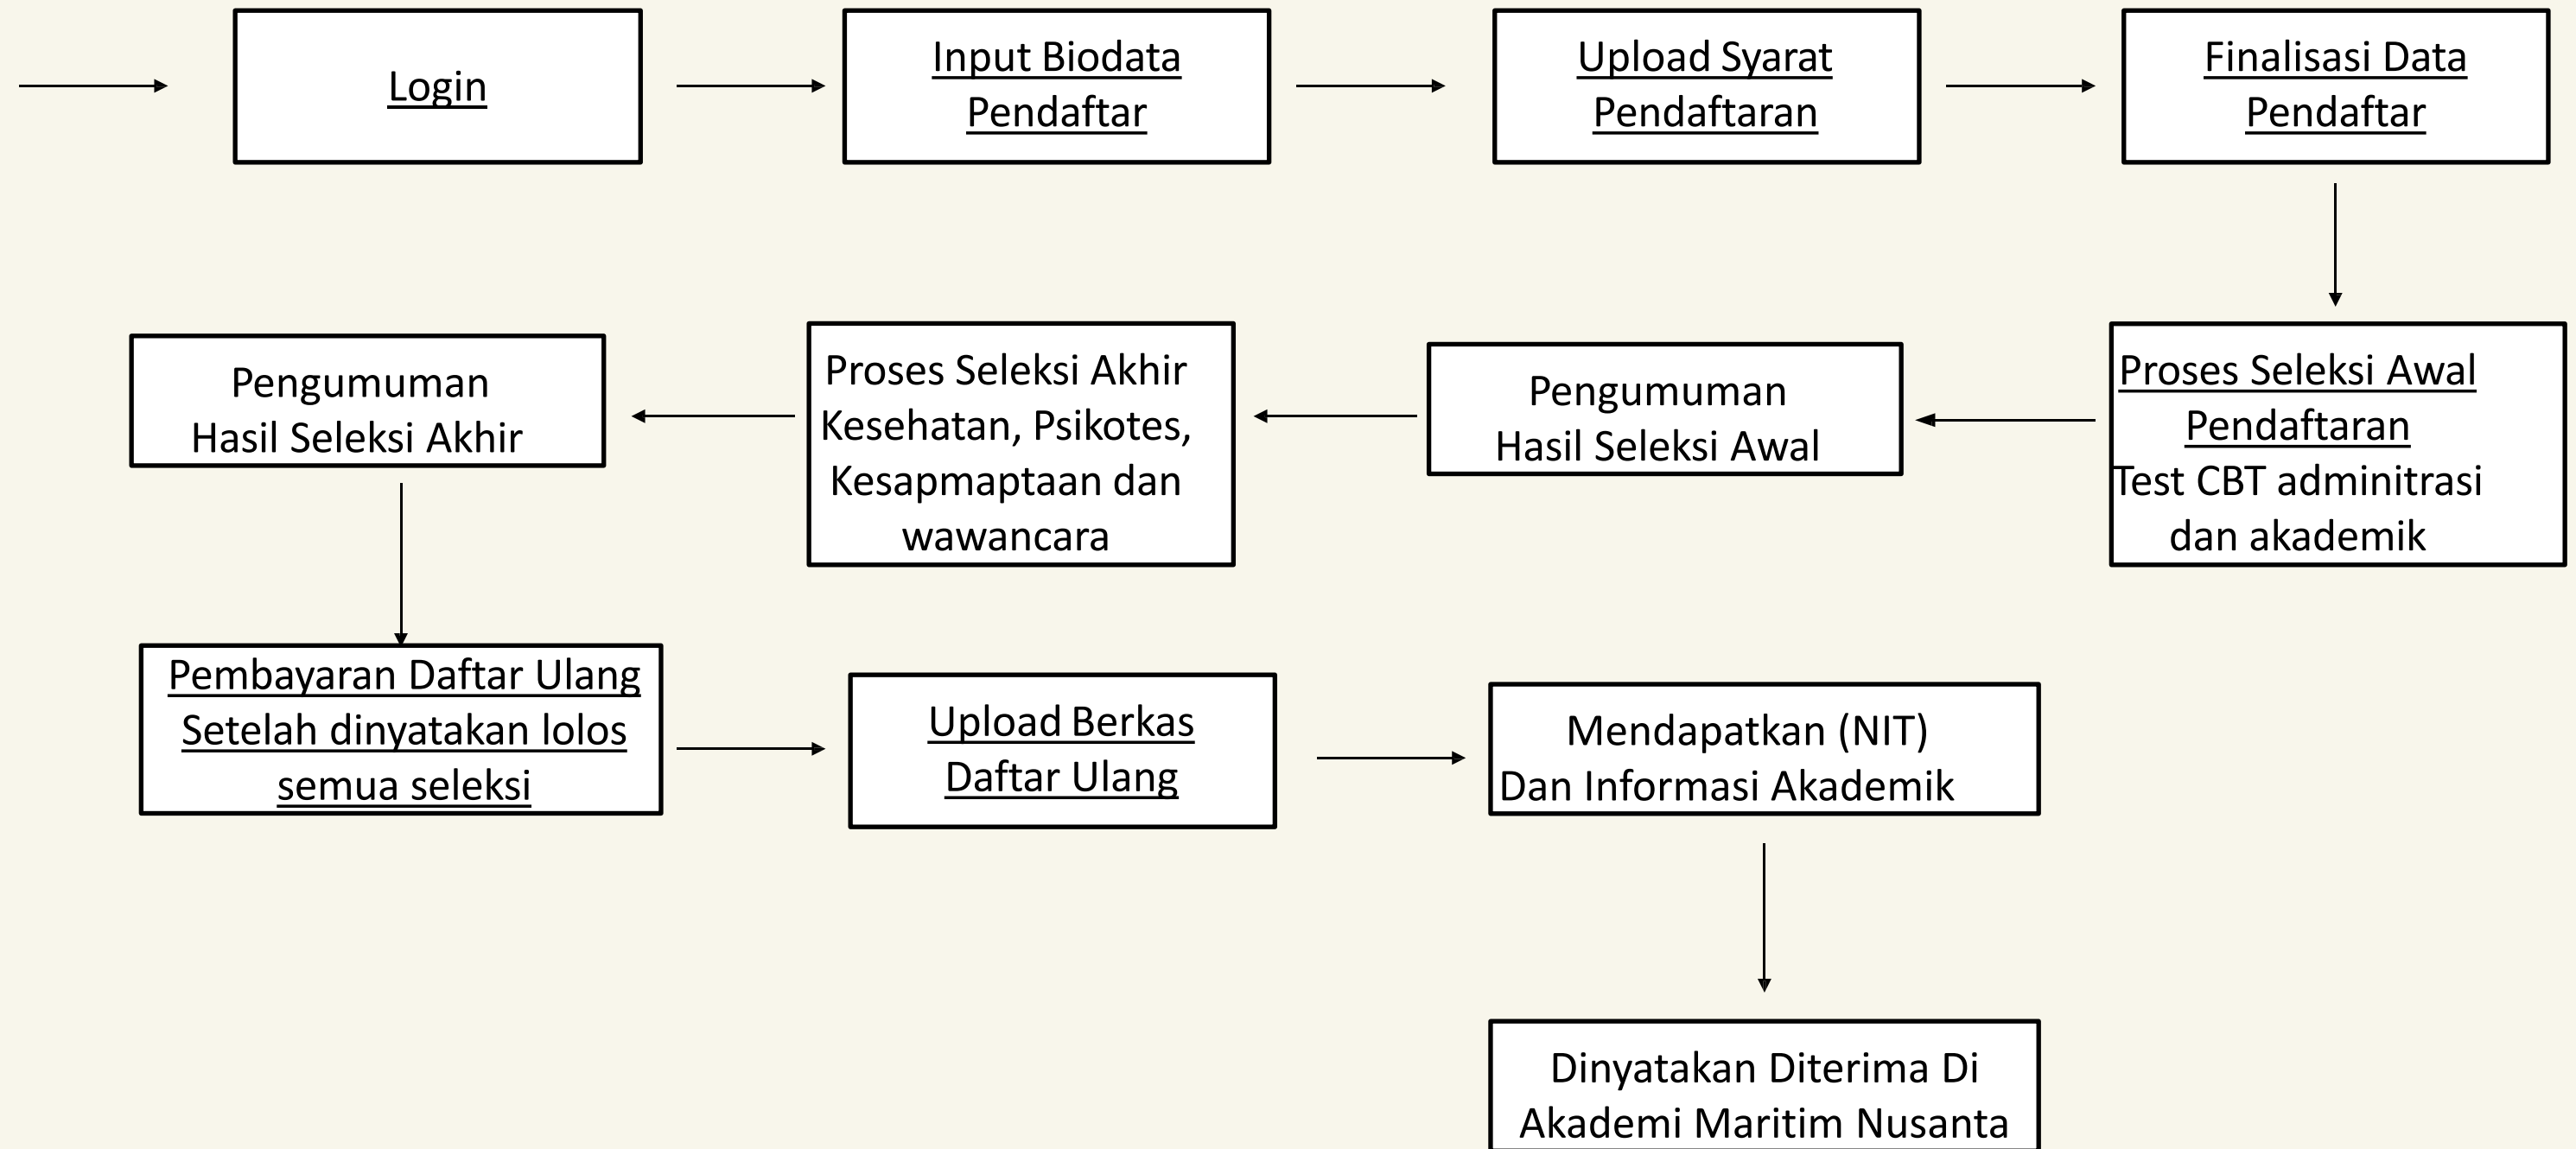 Login
Input Biodata
Pendaftar
Upload Syarat
Pendaftaran
Finalisasi Data
Pendaftar
Proses Seleksi Awal
Pendaftaran
Test CBT adminitrasi
dan akademik
Pengumuman
Hasil Seleksi Awal
Proses Seleksi Akhir
Kesehatan, Psikotes,
Kesapmaptaan dan
wawancara
Pengumuman
Hasil Seleksi Akhir
Pembayaran Daftar Ulang
Setelah dinyatakan lolos
semua seleksi
Upload Berkas
Daftar Ulang
Mendapatkan (NIT)
Dan Informasi Akademik
Dinyatakan Diterima Di
Akademi Maritim Nusanta